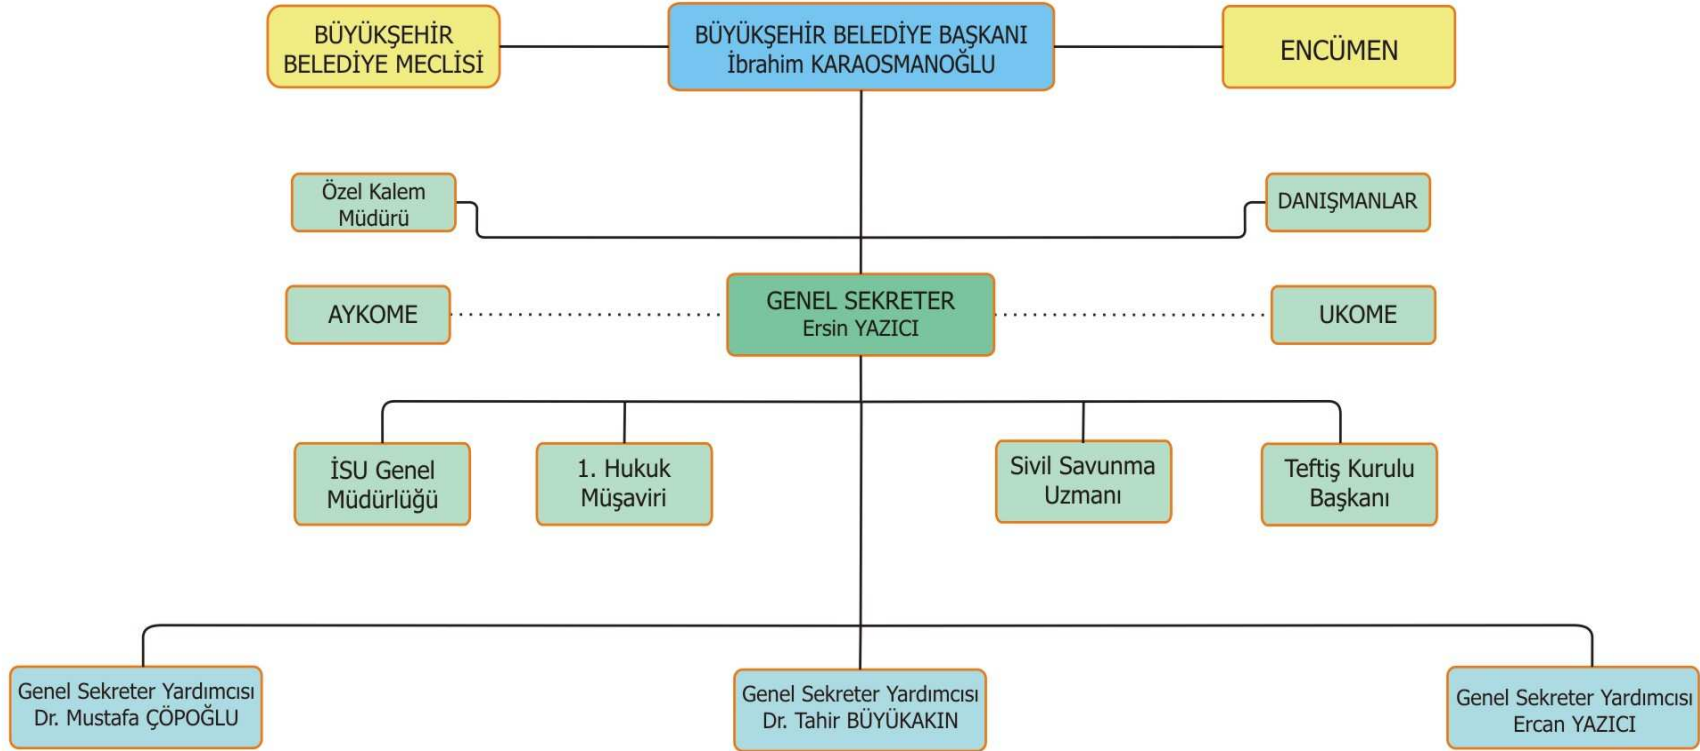 BÜYÜKŞEHİR
BELEDİYE MECLİSİ
BÜYÜKŞEHİR BELEDİYE BAŞKANI
İbrahim KARAOSMANOĞLU
ENCÜMEN
Özel Kalem
Müdürü
DANIŞMANLAR
AYKOME
GENEL SEKRETER
Ersin YAZICI
UKOME
İSU Genel
Müdürlüğü
1. Hukuk
Müşaviri
Sivil Savunma
Uzmanı
Teftiş Kurulu
Başkanı
Genel Sekreter Yardımcısı
Dr. Mustafa ÇÖPOĞLU
Genel Sekreter Yardımcısı
Dr. Tahir BÜYÜKAKIN
Genel Sekreter Yardımcısı
Ercan YAZICI